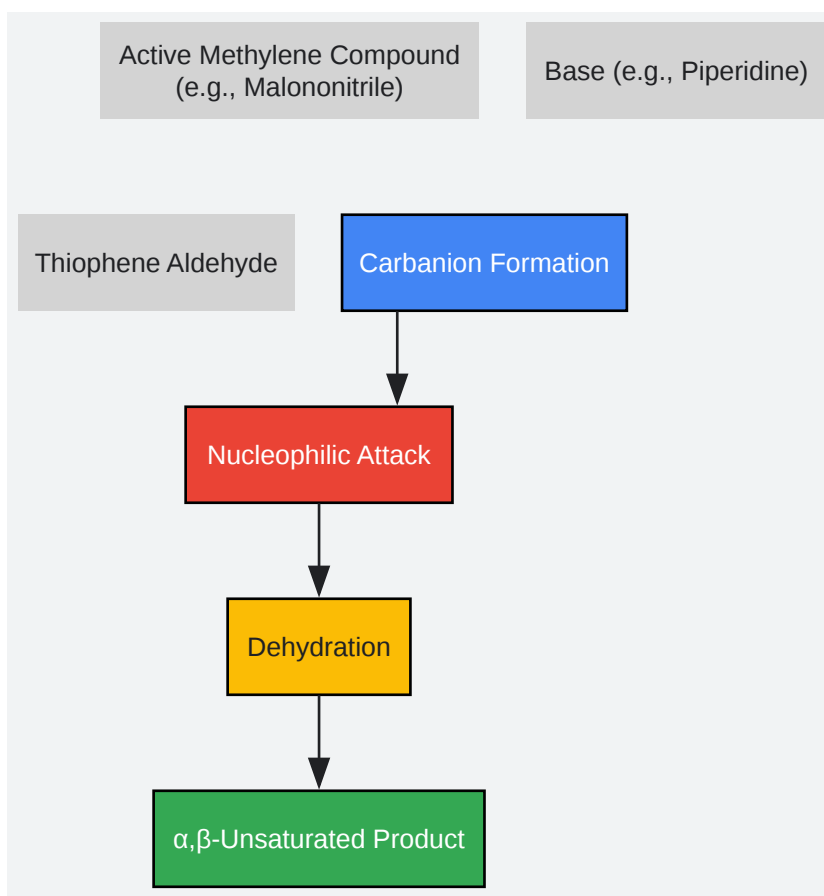 Active Methylene Compound
(e.g., Malononitrile)
Base (e.g., Piperidine)
Thiophene Aldehyde
Carbanion Formation
Nucleophilic Attack
Dehydration
α,β-Unsaturated Product